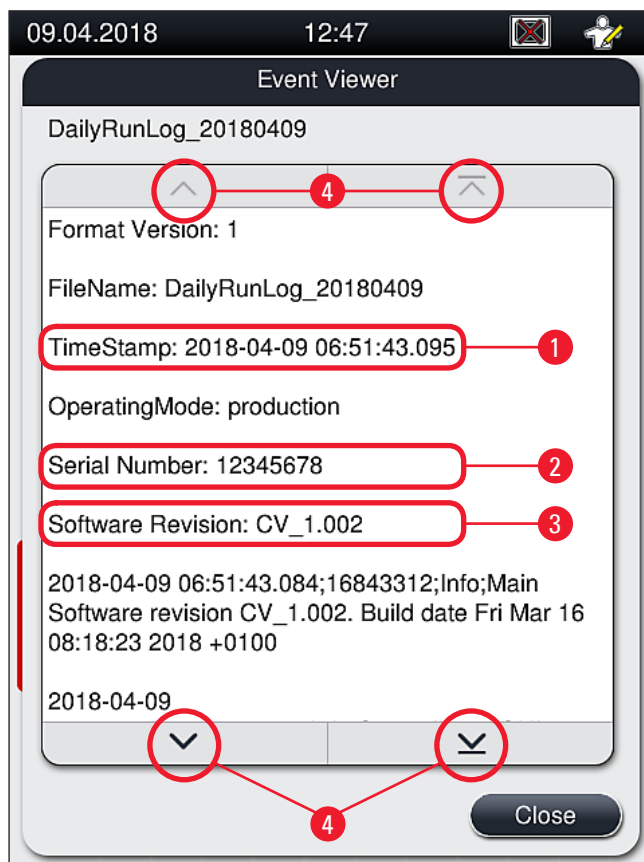 09.04.2018 12:47
Event Viewer
DailyRunLog_20180409
4
Format Version: 1
FileName: DailyRunLog_20180409
TimeStamp: 2018-04-09 06:51:43.095 1
OperatingMode: production
Serial Number: 12345678 2
Software Revision: CV_1.002 3
2018-04-09 06:51:43.084;16843312;Info;Main
Software revision CV_1.002. Build date Fri Mar 16
08:18:23 2018 +0100
2018-04-09
4
Close